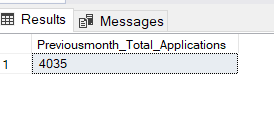 Results Messages
Previousmonth_Total_Applications
1 4035